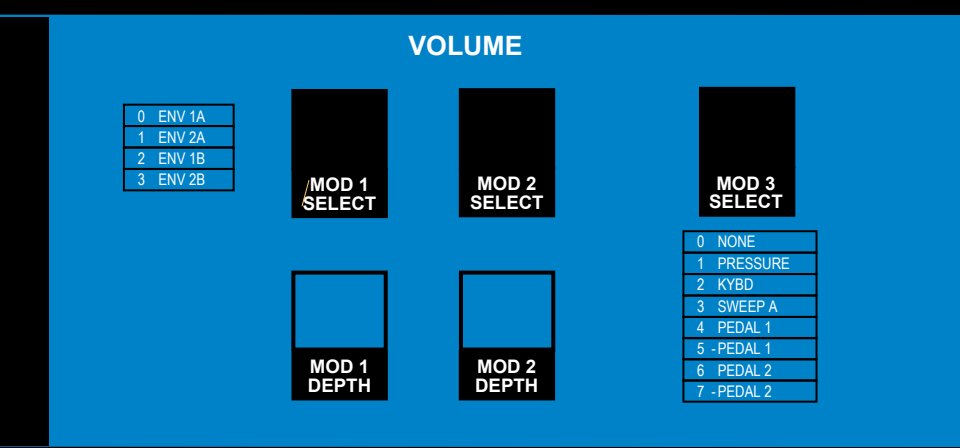 VOLUME
0 ENV 1A
1 ENV 2A
2 ENV 1B
3 ENV 2B
MOD 1
SELECT
MOD 2
SELECT
MOD 3
SELECT
0 NONE
1 PRESSURE
2 KYBD
3 SWEEP A
4 PEDAL 1
5 -PEDAL 1
6 PEDAL 2
7 -PEDAL 2
MOD 1
DEPTH
MOD 2
DEPTH